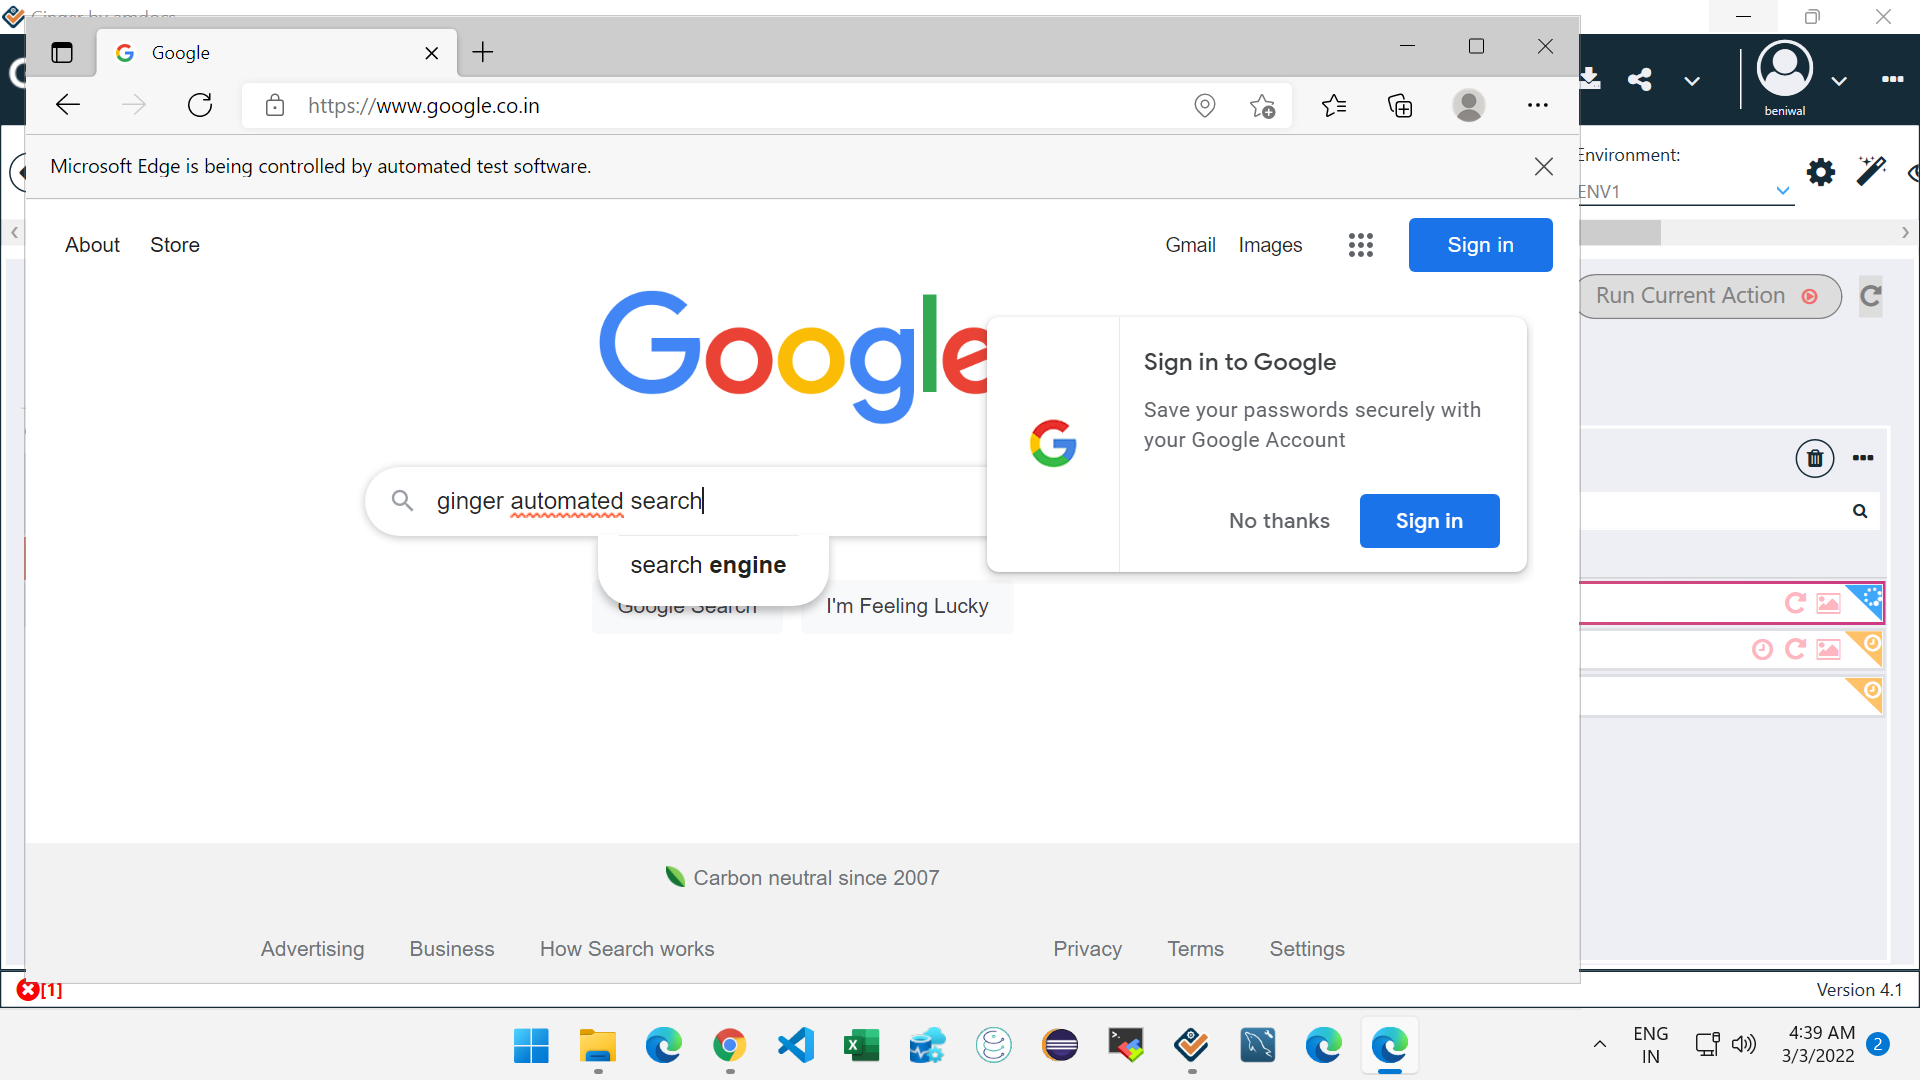 Ginger by amdocs
Google
https://www.google.co.in
beniwal
Microsoft Edge is being controlled by automated test software.
Environment:
ENV1
About Store
Gmail Images
Sign in
Run Current Action
Google
Sign in to Google
Save your passwords securely with
your Google Account
No thanks Sign in
ginger automated search
search engine
Google Search I'm Feeling Lucky
Carbon neutral since 2007
Advertising Business How Search works
Privacy Terms Settings
[1]
Version 4.1
ENG
IN
4:39 AM
3/3/2022
2